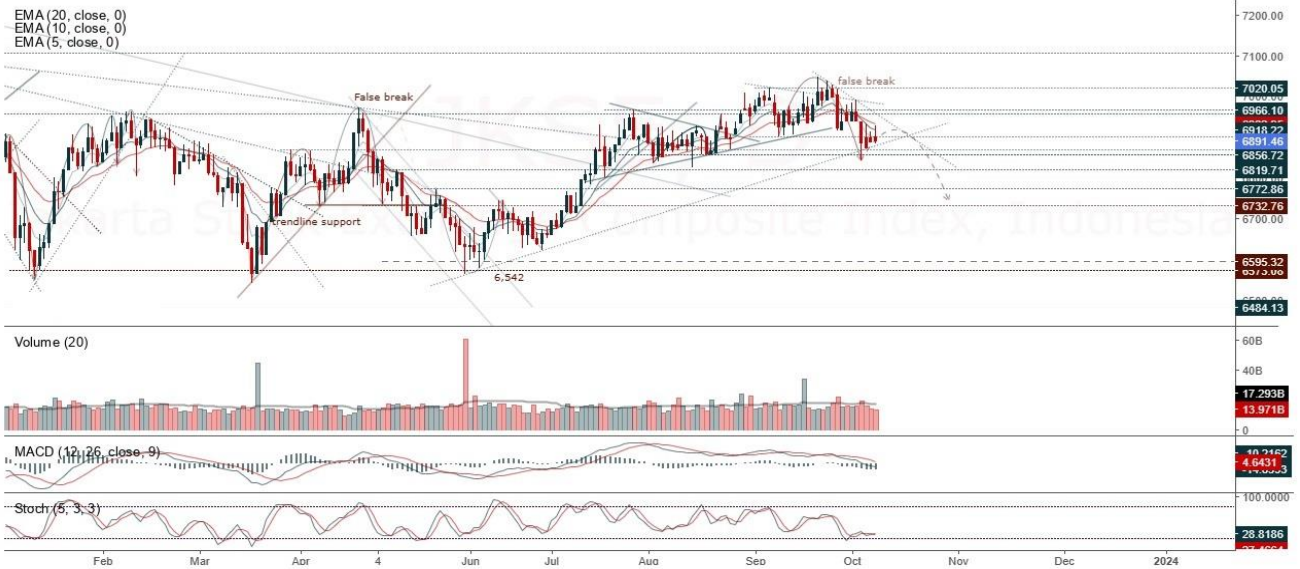 EMA (20, close, 0)
EMA (10, close, 0)
EMA (5, close, 0)
7200.00
7100.00
False break
false break
7020.05
6966.10
6918.22
6891.46
6856.72
6819.71
6772.86
6732.76
6700.00
trendline support
6,542
6595.32
6573.08
6484.13
Volume (20)
60B
40B
17.293B
13.971B
0
MACD (12, 26, close, 9)
4.6431
Stoch (5, 3, 3)
100.0000
28.8186
Feb
Mar
Apr
4
Jun
Jul
Aug
Sep
Oct
Nov
Dec
2024